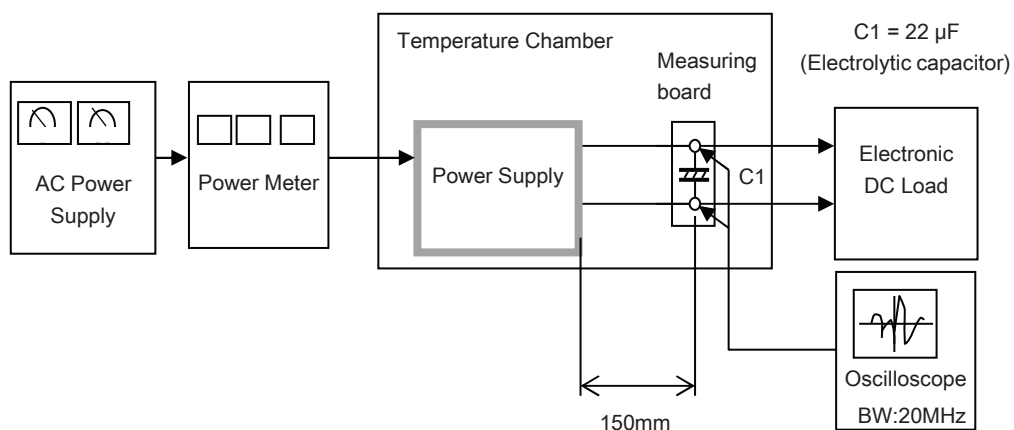 Temperature Chamber
C1 = 22 µF
(Electrolytic capacitor)
Measuring
board
AC Power
Supply
Power Meter
Power Supply
C1
Electronic
DC Load
Oscilloscope
BW:20MHz
150mm